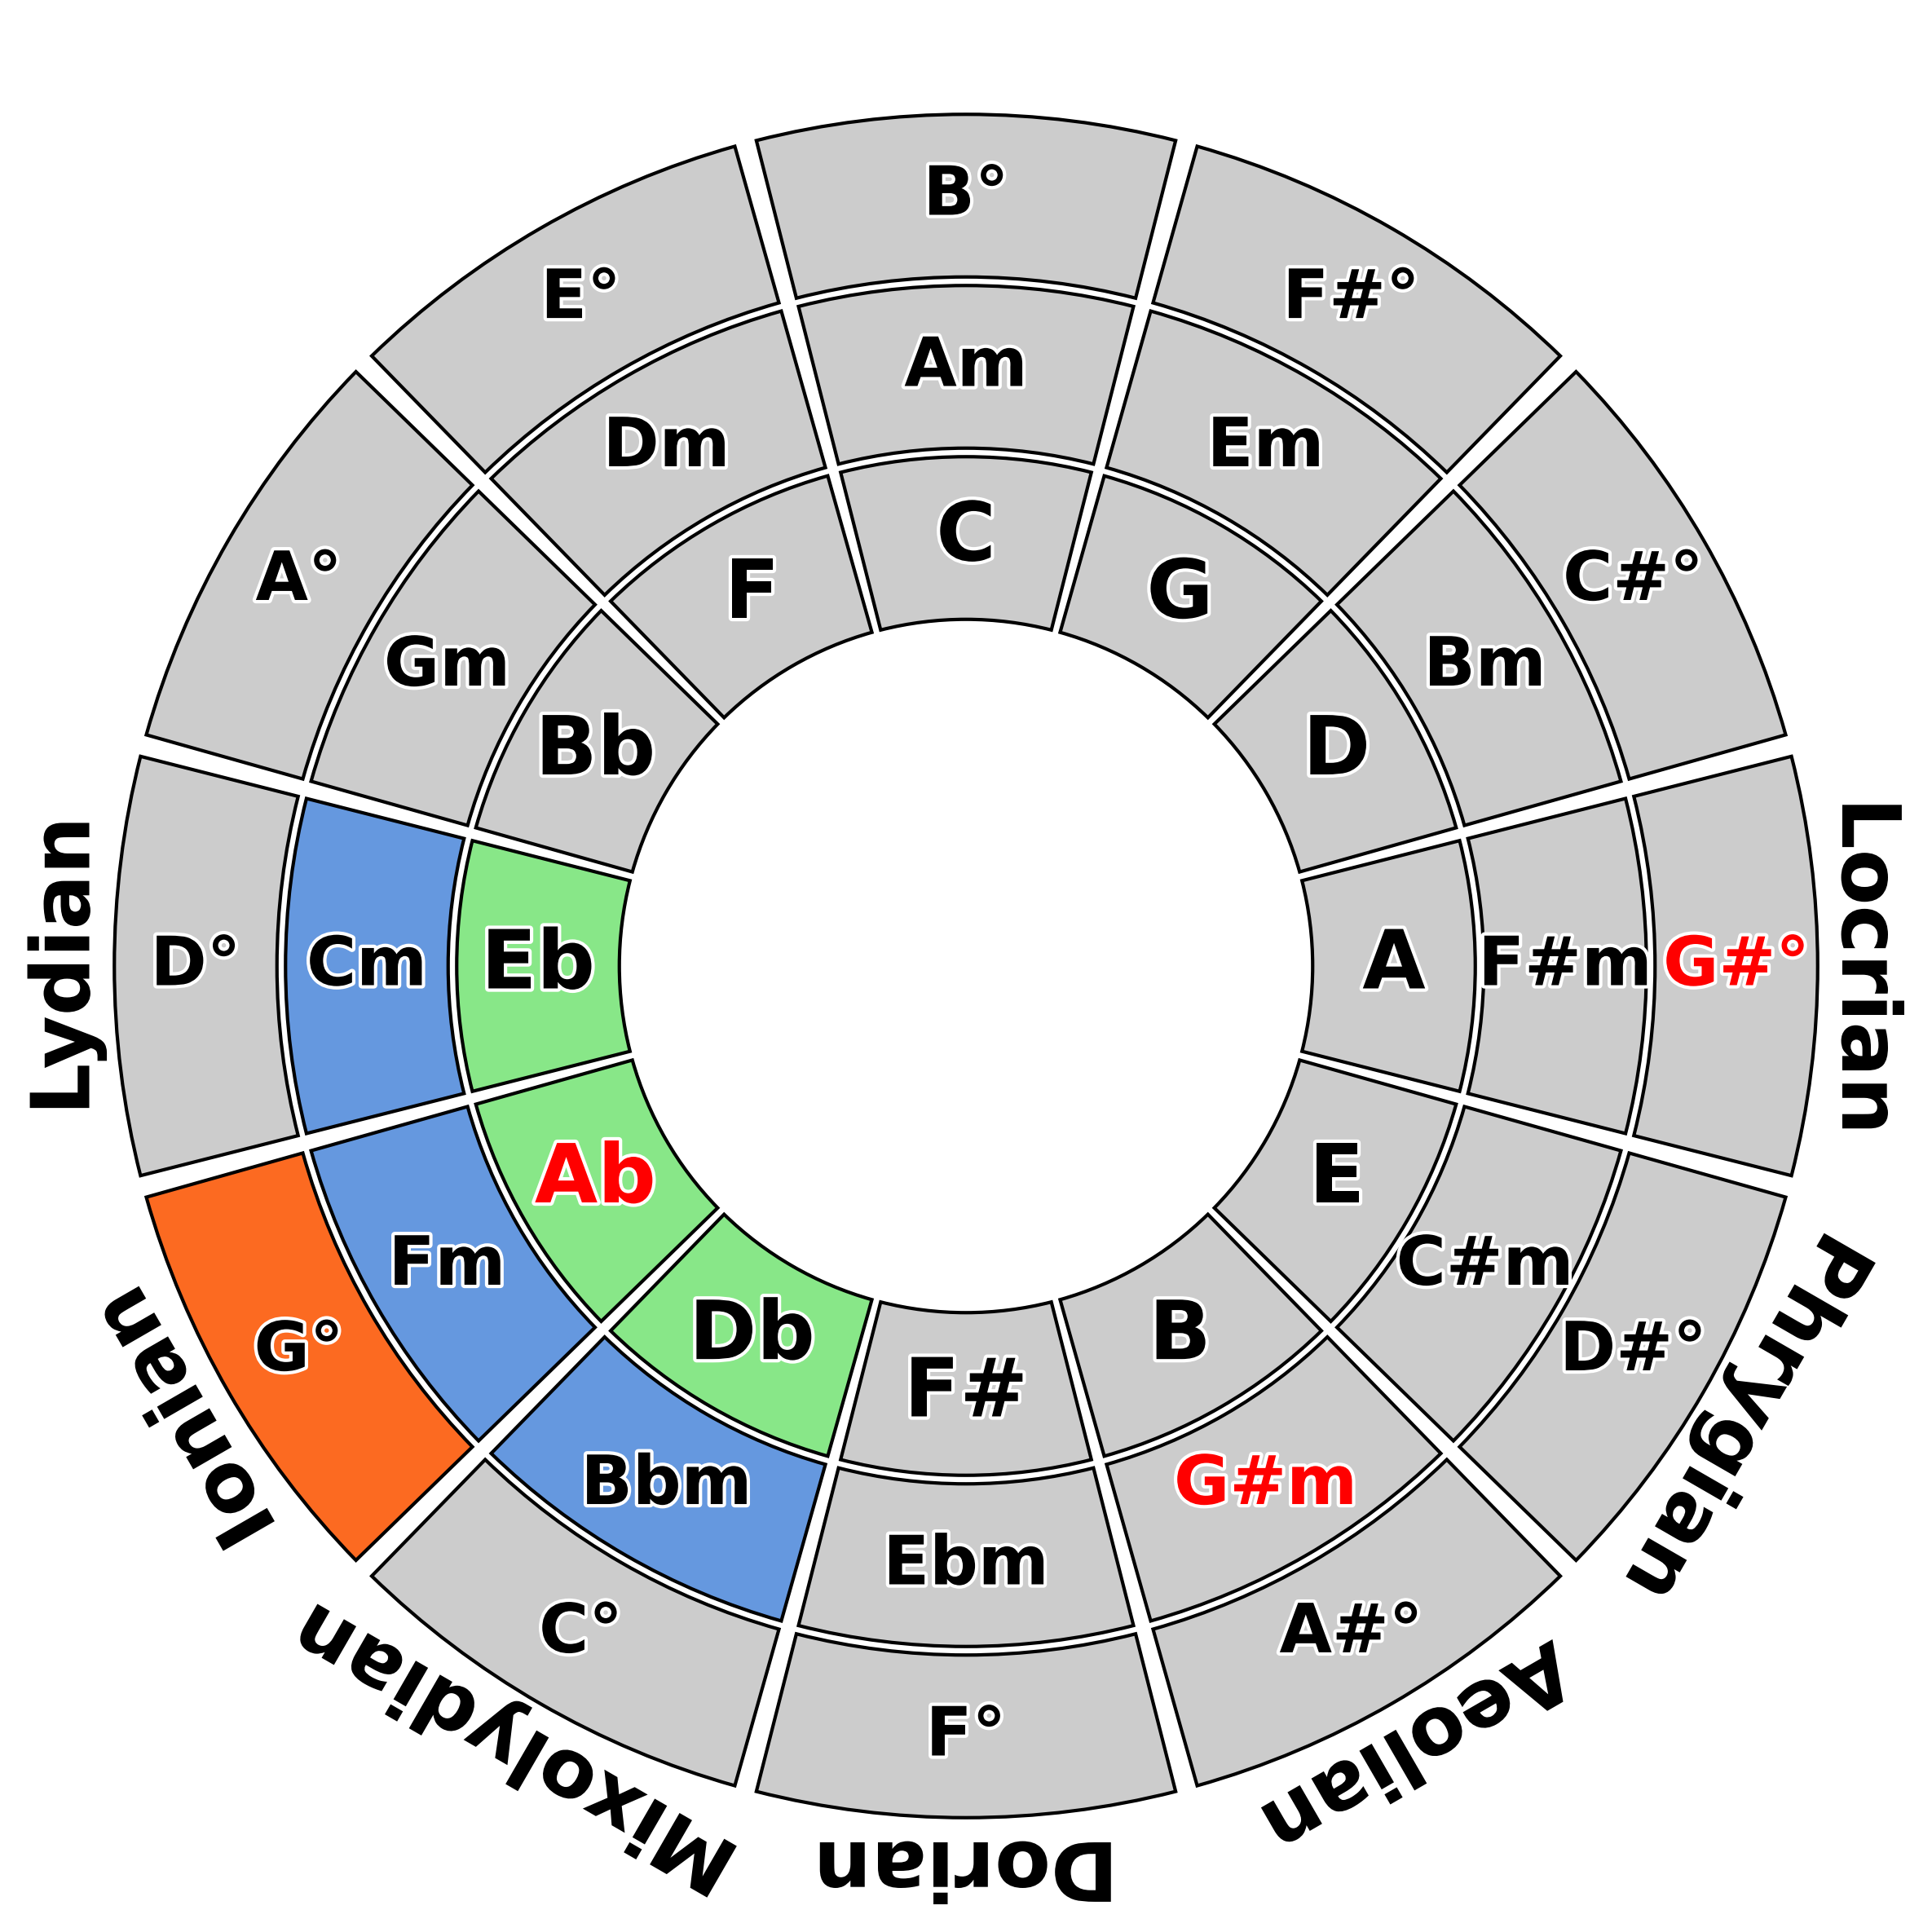 B°
E°
F#°
Am
Dm
Em
A°
C#°
C
F
G
Gm
Bm
Bb
D
Lydian
D°
Cm
Eb
A
F#m
G#°
Locrian
Ab
E
Fm
C#m
G°
D#°
Ionian
Phrygian
Db
B
F#
Bbm
G#m
Ebm
C°
A#°
F°
Mixolydian
Dorian
Aeolian